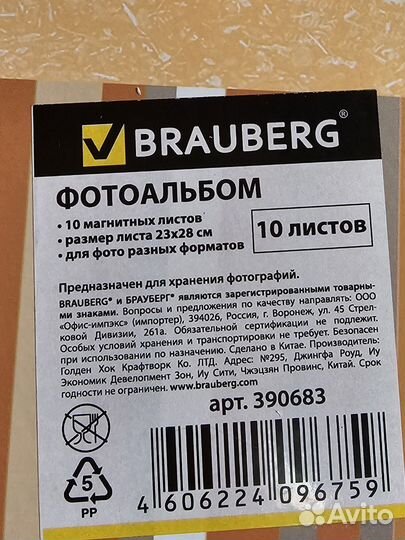 BRAUBERG®
ФОТОАЛЬБОМ
• 10 магнитных листов
• размер листа 23х28 см
• для фото разных форматов
10 листов
Предназначен для хранения фотографий.
BRAUBERG® и БРАУБЕРГ® являются зарегистрированными товарны-
ми знаками. Вопросы и предложения по качеству направлять: ООО
«Офис-импэкс» (импортер), 394026, Россия, г. Воронеж, ул. 45 Стрел-
ковой Дивизии, 261а. Обязательной сертификации не подлежит.
Особых условий хранения и транспортировки не требует. Безопасен
при использовании по назначению. Сделано в Китае. Производитель:
Голден Хок Крафтворк Ко. ЛТД. Адрес: №295, Джингфа Роуд, Иу
Экономик Девелопмент Зон, Иу Сити, Чжэцзян Провинс, Китай. Срок
годности не ограничен. www.brauberg.com
арт. 390683
5
PP
4 606224 096759
Avito